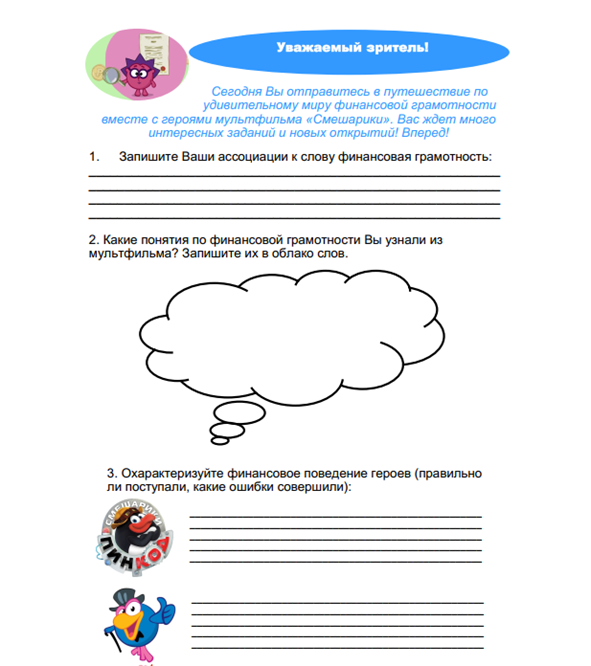 Уважаемый зритель!
Сегодня Вы отправитесь в путешествие по
удивительному миру финансовой грамотности
вместе с героями мультфильма «Смешарики». Вас ждет много
интересных заданий и новых открытий! Вперед!
1. Запишите Ваши ассоциации к слову финансовая грамотность:
2. Какие понятия по финансовой грамотности Вы узнали из
мультфильма? Запишите их в облако слов.
3. Охарактеризуйте финансовое поведение героев (правильно
ли поступали, какие ошибки совершили):
СМЕШАРИКИ
ПИНКОД